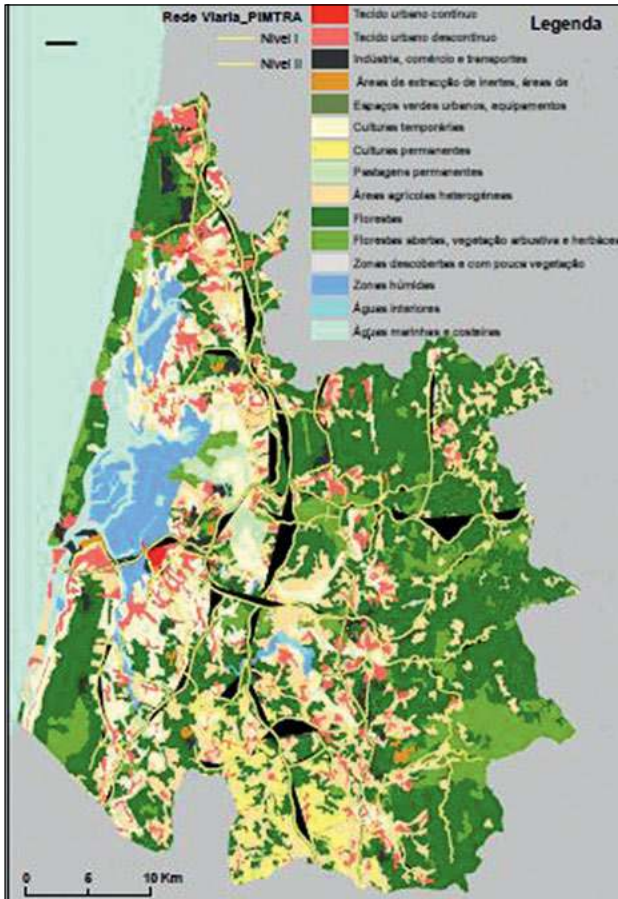 Rede Viaria_PIMTRA
Nível I
Nível II
Legenda
Tecido urbano contínuo
Tecido urbano descontínuo
Indústria, comércio e transportes
Áreas de extracção de inertes, áreas de
Espaços verdes urbanos, equipamentos
Culturas temporárias
Culturas permanentes
Pastagens permanentes
Áreas agrícolas heterogéneas
Florestas
Florestas abertas, vegetação arbustiva e herbácea
Zonas descobertas e com pouca vegetação
Zonas húmidas
Águas interiores
Águas marinhas e costeiras
0 5 10 Km